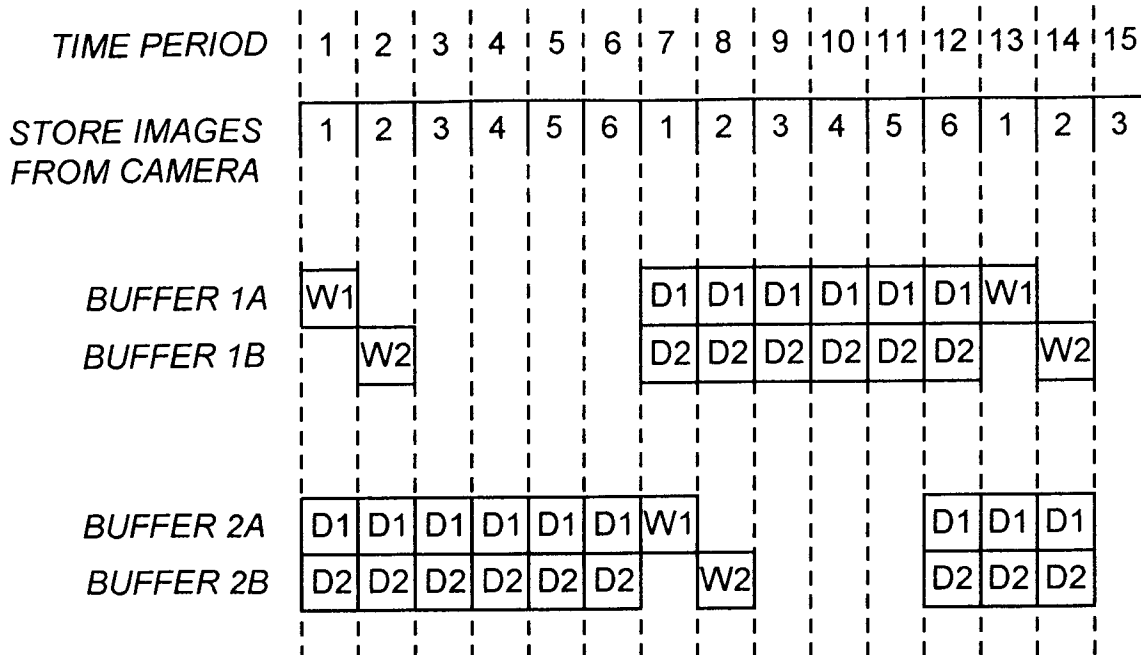 TIME PERIOD 1 2 3 4 5 6 7 8 9 10 11 12 13 14 15
STORE IMAGES 1 2 3 4 5 6 1 2 3 4 5 6 1 2 3
FROM CAMERA
BUFFER 1A W1 D1 D1 D1 D1 D1 D1 W1
BUFFER 1B W2 D2 D2 D2 D2 D2 D2 W2
BUFFER 2A D1 D1 D1 D1 D1 D1 W1 D1 D1 D1
BUFFER 2B D2 D2 D2 D2 D2 D2 W2 D2 D2 D2